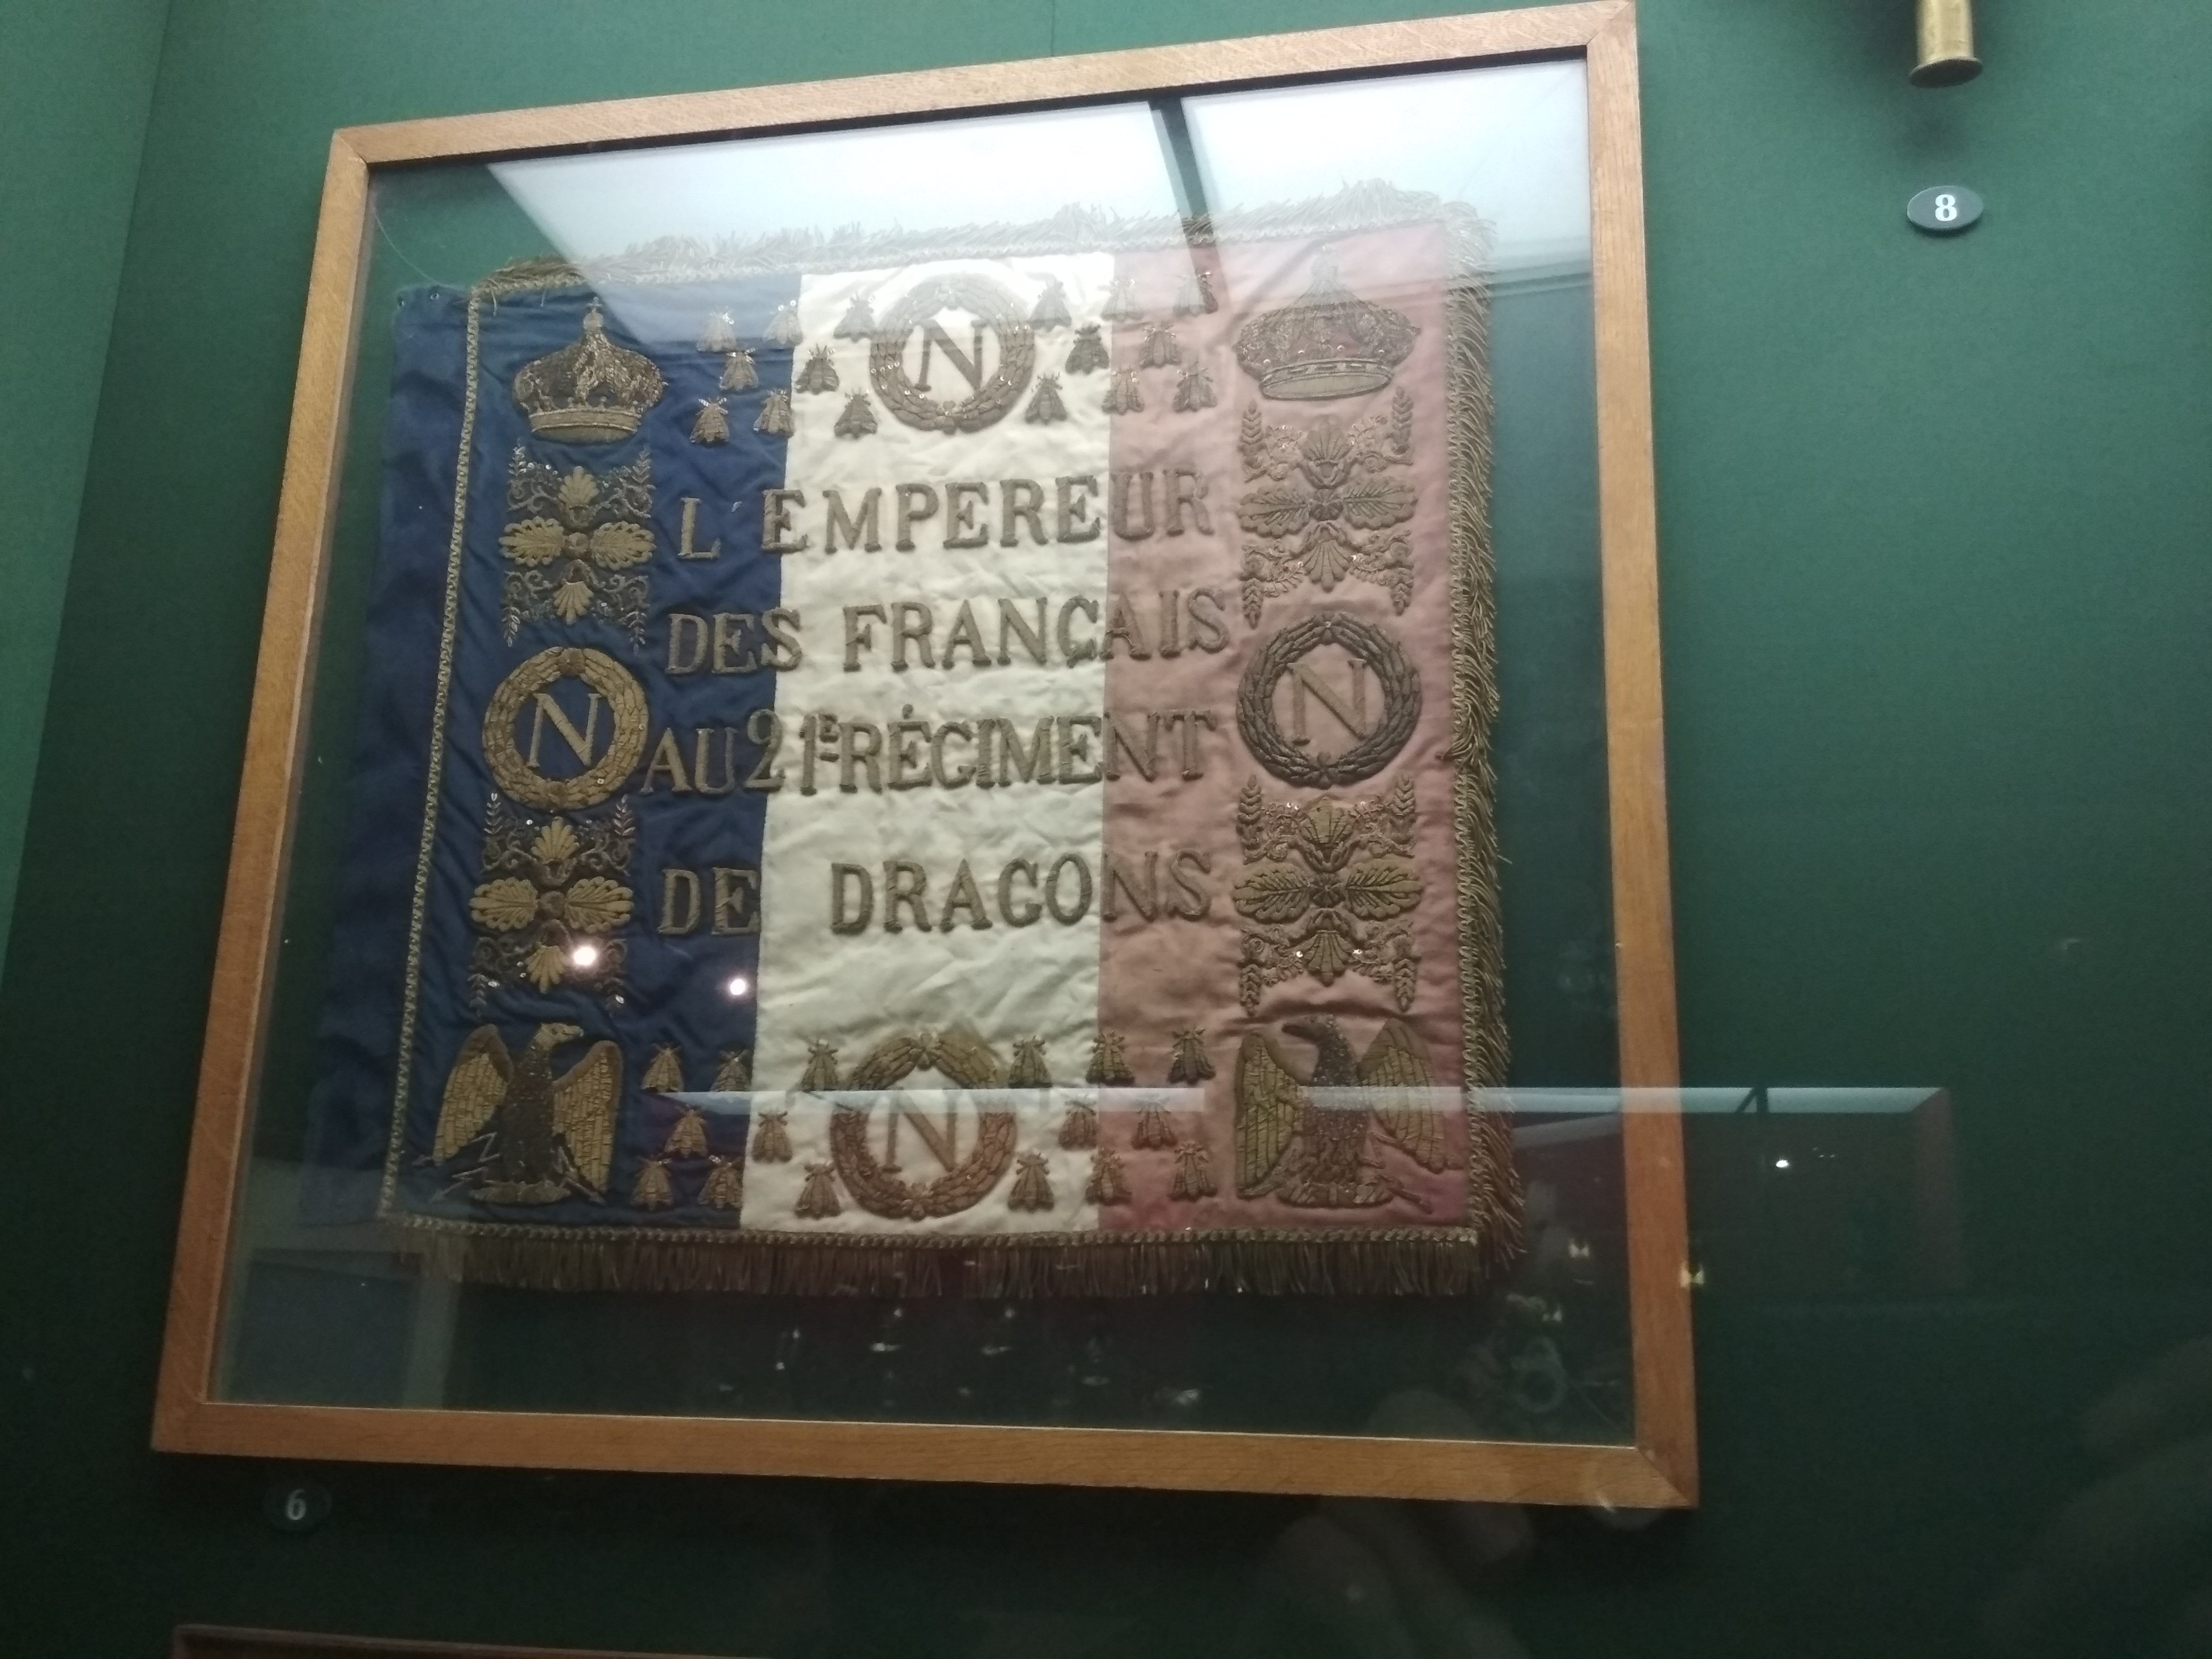 8
N
L'EMPEREUR
DES FRANÇAIS
N
AU 21E RÉGIMENT
N
DE DRAGONS
N
6